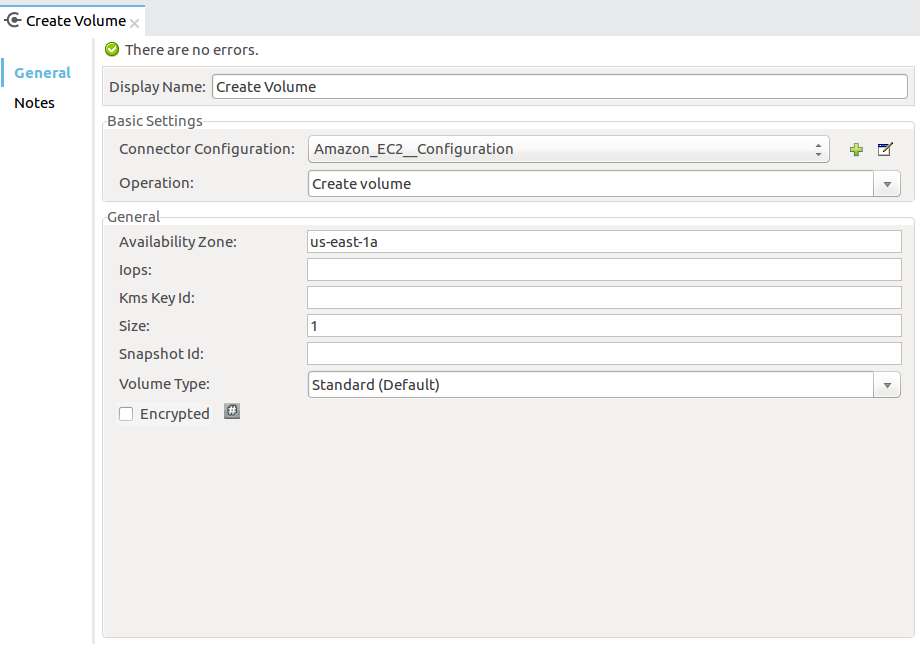 Create Volume
There are no errors.
General
Notes
Display Name: Create Volume
Basic Settings
Connector Configuration: Amazon_EC2__Configuration
Operation: Create volume
General
Availability Zone: us-east-1a
Iops:
Kms Key Id:
Size: 1
Snapshot Id:
Volume Type: Standard (Default)
Encrypted #